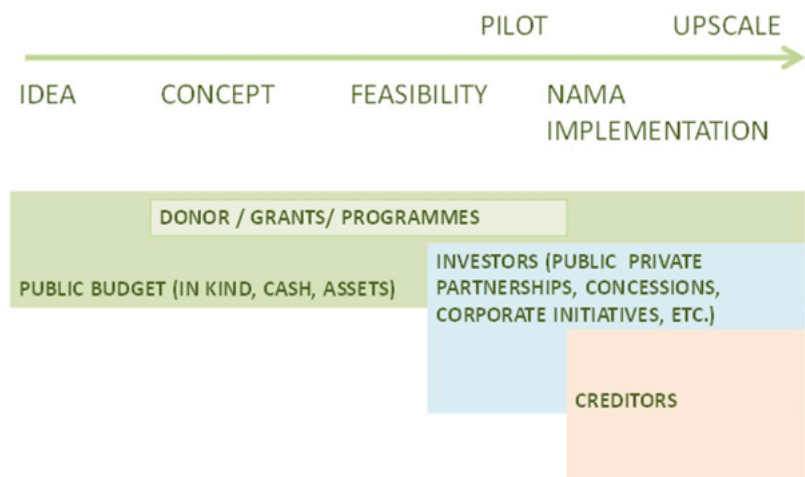 PILOT UPSCALE
IDEA CONCEPT FEASIBILITY NAMA
IMPLEMENTATION
DONOR / GRANTS/ PROGRAMMES
PUBLIC BUDGET (IN KIND, CASH, ASSETS)
INVESTORS (PUBLIC PRIVATE
PARTNERSHIPS, CONCESSIONS,
CORPORATE INITIATIVES, ETC.)
CREDITORS